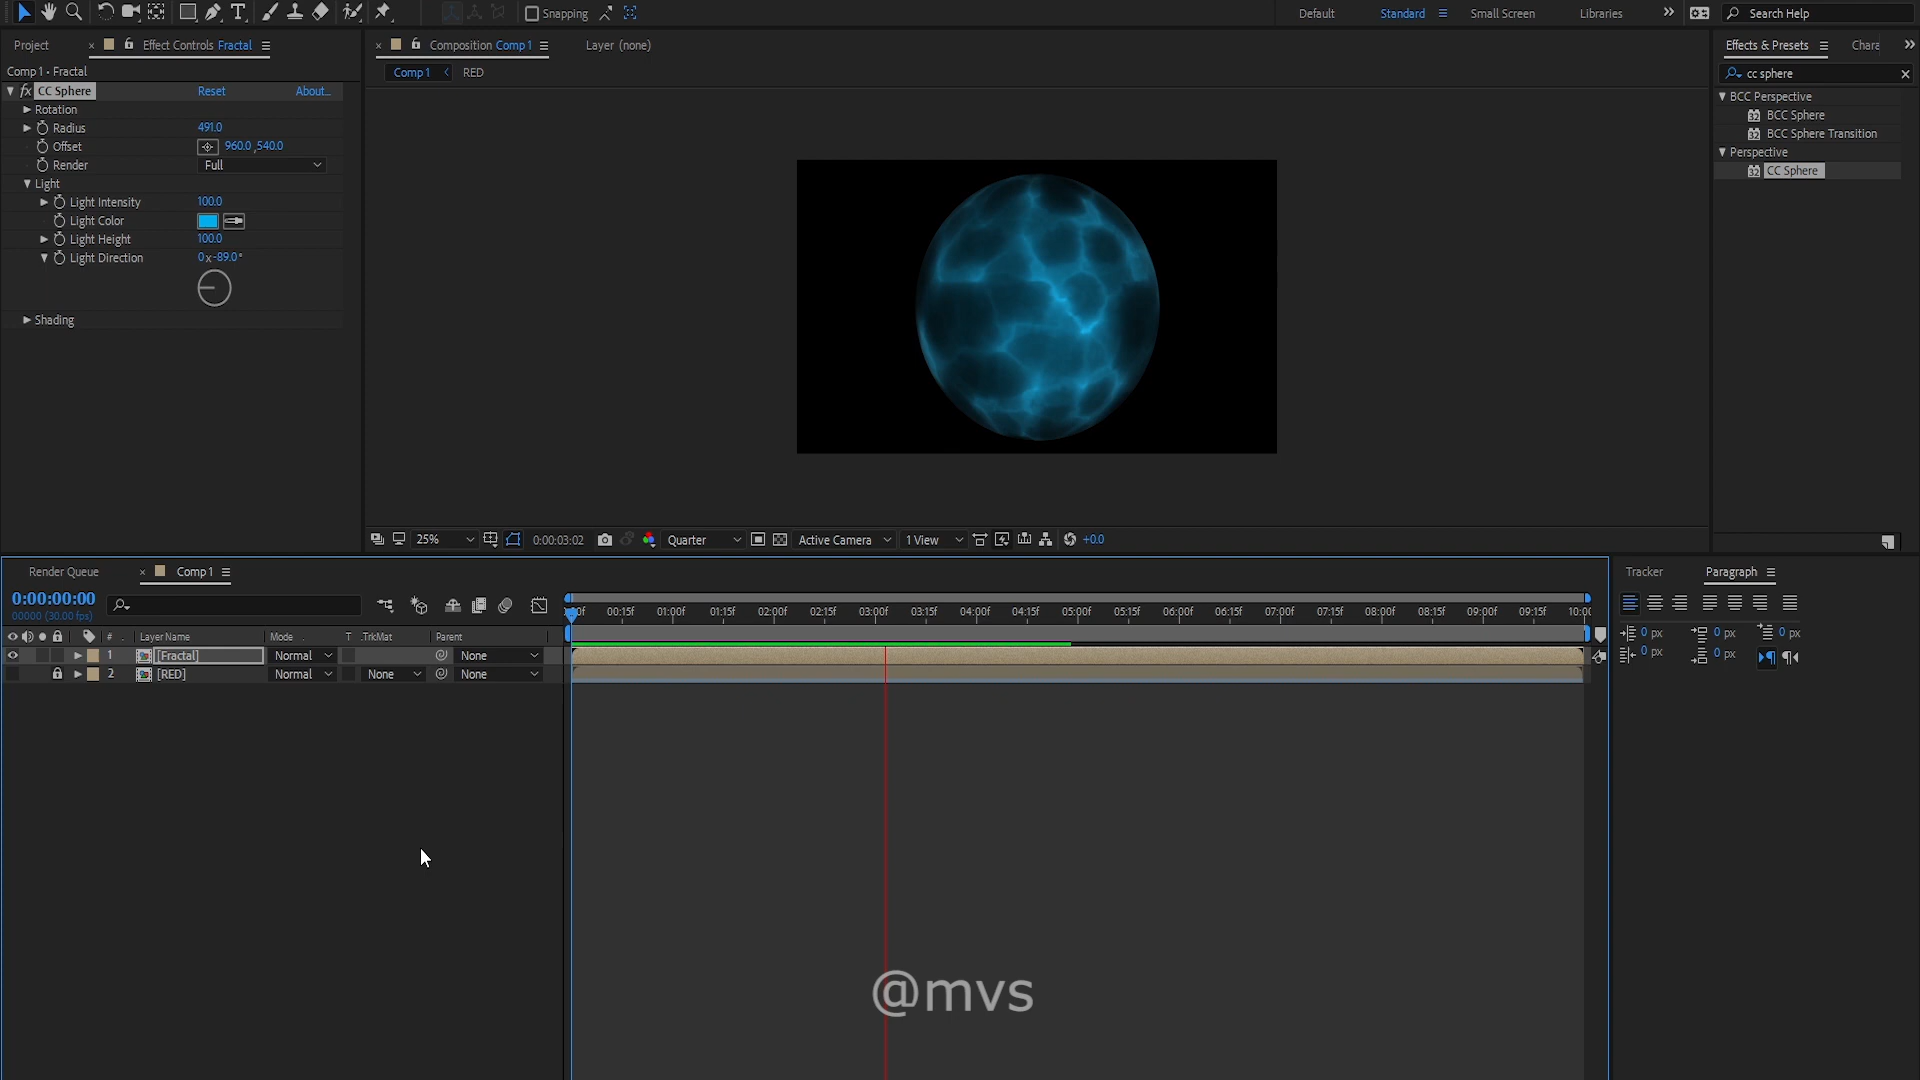 Snapping
Default
Standard
Small Screen
Libraries
Search Help
Project
Effect Controls Fractal
Composition Comp 1
Layer (none)
Effects & Presets
Chara
Comp 1 • Fractal
Comp 1
RED
cc sphere
fx CC Sphere
Reset
About...
BCC Perspective
Rotation
BCC Sphere
Radius
491.0
BCC Sphere Transition
Offset
960.0 ,540.0
Perspective
Render
Full
CC Sphere
Light
Light Intensity
100.0
Light Color
Light Height
100.0
Light Direction
0 x -89.0°
Shading
25%
0:00:03:02
Quarter
Active Camera
1 View
+0.0
Render Queue
Comp 1
Tracker
Paragraph
0:00:00:00
00000 (30.00 fps)
00:15f
01:00f
01:15f
02:00f
02:15f
03:00f
03:15f
04:00f
04:15f
05:00f
05:15f
06:00f
06:15f
07:00f
07:15f
08:00f
08:15f
09:00f
09:15f
# Layer Name
Mode
T .TrkMat
Parent
0 px
0 px
0 px
1 [Fractal]
Normal
None
0 px
0 px
2 [RED]
Normal
None
None
@mvs